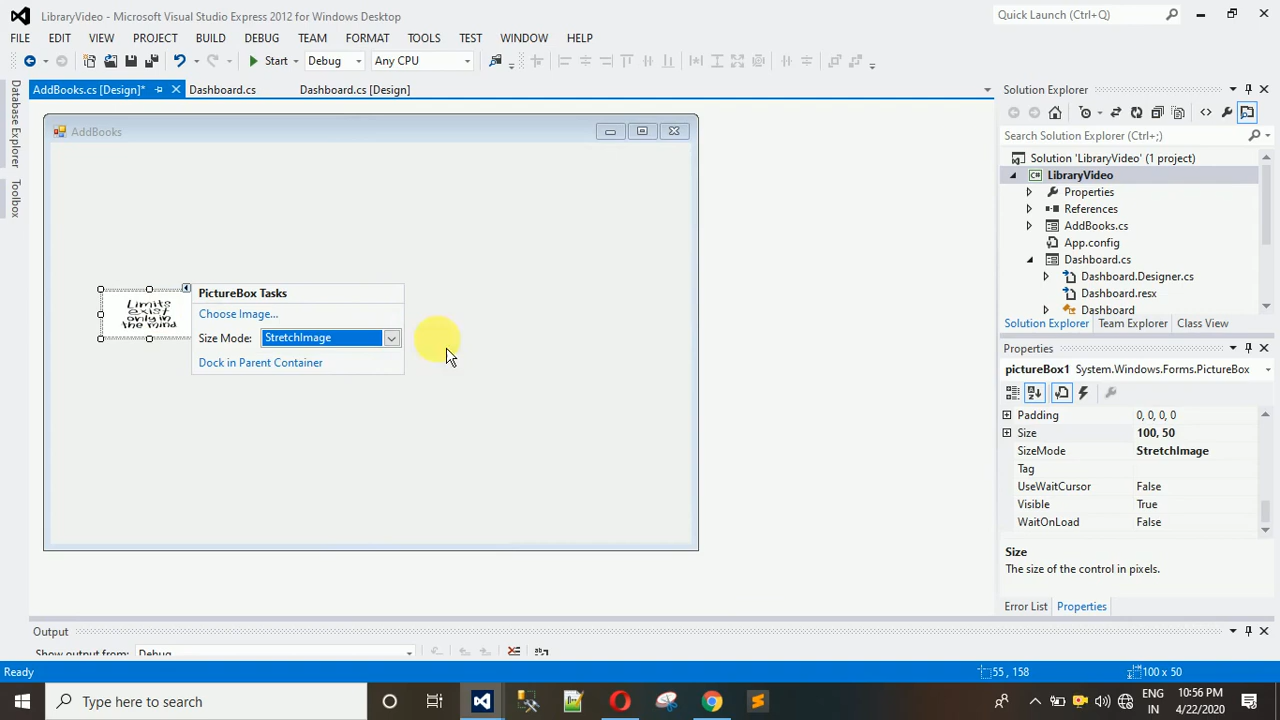 LibraryVideo - Microsoft Visual Studio Express 2012 for Windows Desktop
Quick Launch (Ctrl+Q)
FILE EDIT VIEW PROJECT BUILD DEBUG TEAM FORMAT TOOLS TEST WINDOW HELP
Start Debug Any CPU
Database Explorer
Toolbox
AddBooks.cs [Design]* Dashboard.cs Dashboard.cs [Design]
AddBooks
Limits
exist
only in
the mind
PictureBox Tasks
Choose Image...
Size Mode: StretchImage
Dock in Parent Container
Solution Explorer
Search Solution Explorer (Ctrl+;)
Solution 'LibraryVideo' (1 project)
C# LibraryVideo
Properties
References
AddBooks.cs
App.config
Dashboard.cs
Dashboard.Designer.cs
Dashboard.resx
Dashboard
Solution Explorer Team Explorer Class View
Properties
pictureBox1 System.Windows.Forms.PictureBox
Padding 0, 0, 0, 0
Size 100, 50
SizeMode StretchImage
Tag
UseWaitCursor False
Visible True
WaitOnLoad False
Size
The size of the control in pixels.
Error List Properties
Output
Show output from: Debug
Ready 55 , 158 100 x 50
Type here to search
ENG
IN
10:56 PM
4/22/2020